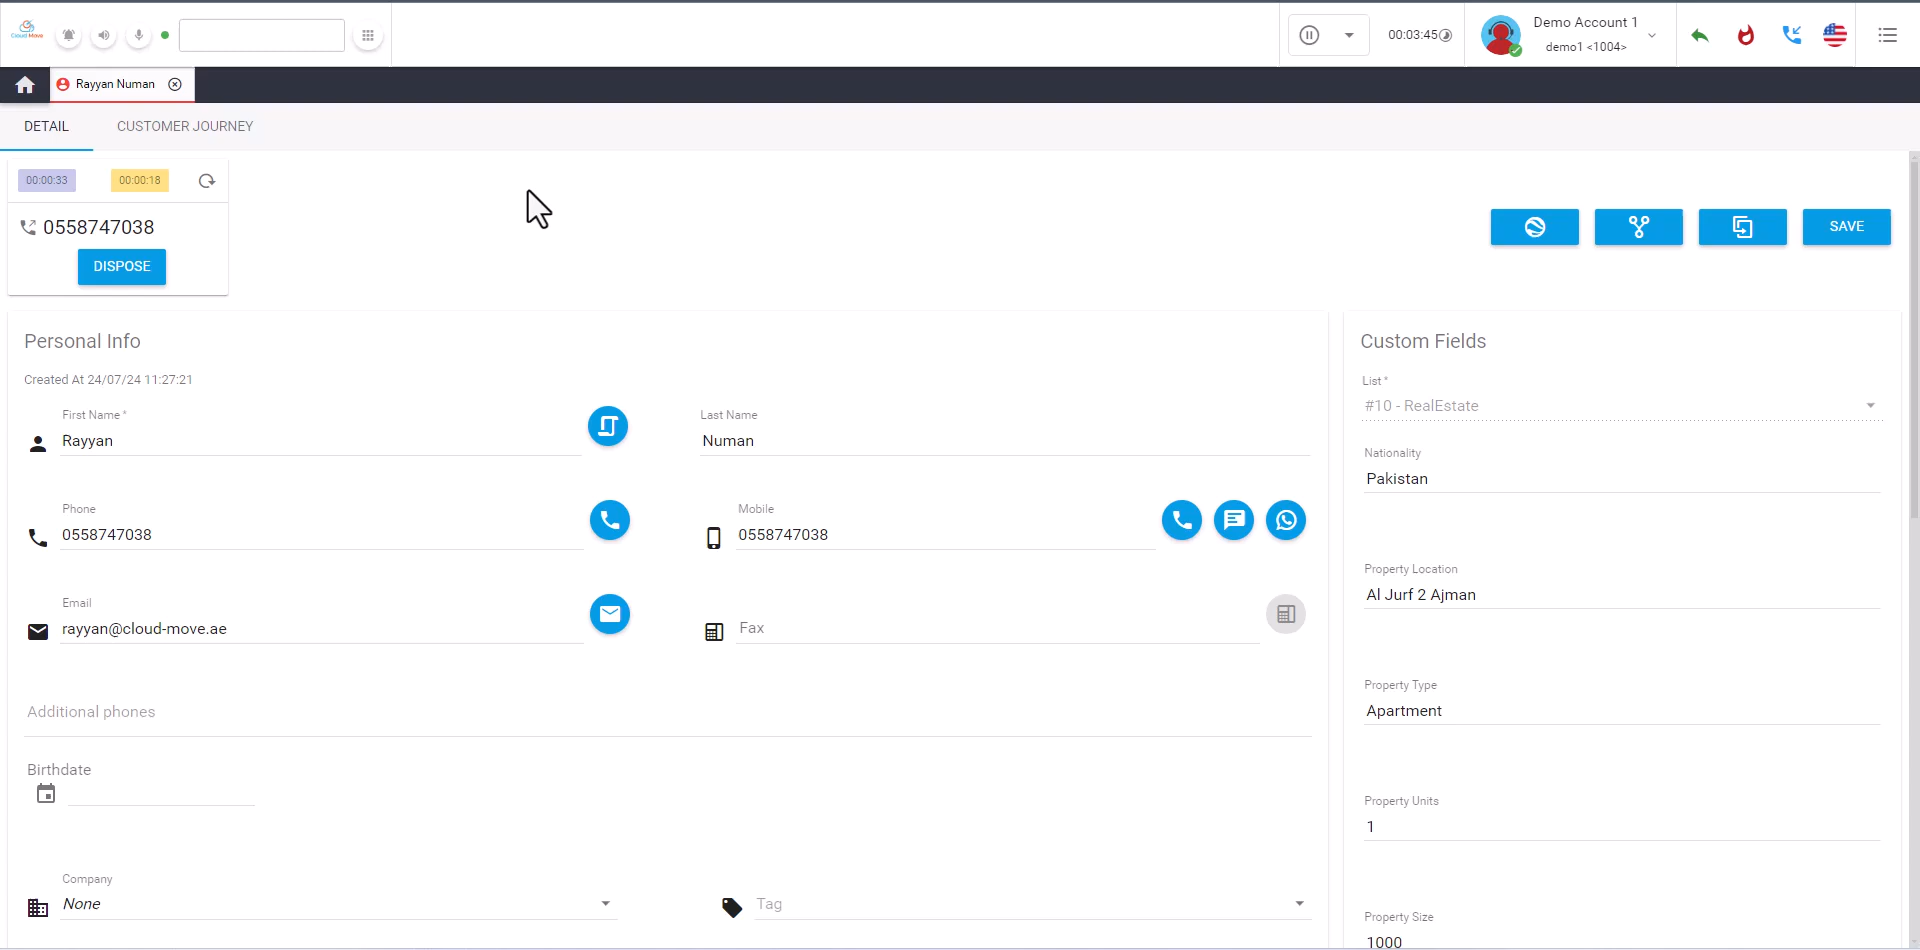 Cloud Move
00:03:45
Demo Account 1
demo1 <1004>
Rayyan Numan
DETAIL
CUSTOMER JOURNEY
00:00:33
00:00:18
0558747038
DISPOSE
SAVE
Personal Info
Created At 24/07/24 11:27:21
First Name *
Rayyan
Last Name
Numan
Phone
0558747038
Mobile
0558747038
Email
rayyan@cloud-move.ae
Fax
Additional phones
Birthdate
Company
None
Tag
Custom Fields
List *
#10 - RealEstate
Nationality
Pakistan
Property Location
Al Jurf 2 Ajman
Property Type
Apartment
Property Units
1
Property Size
1000